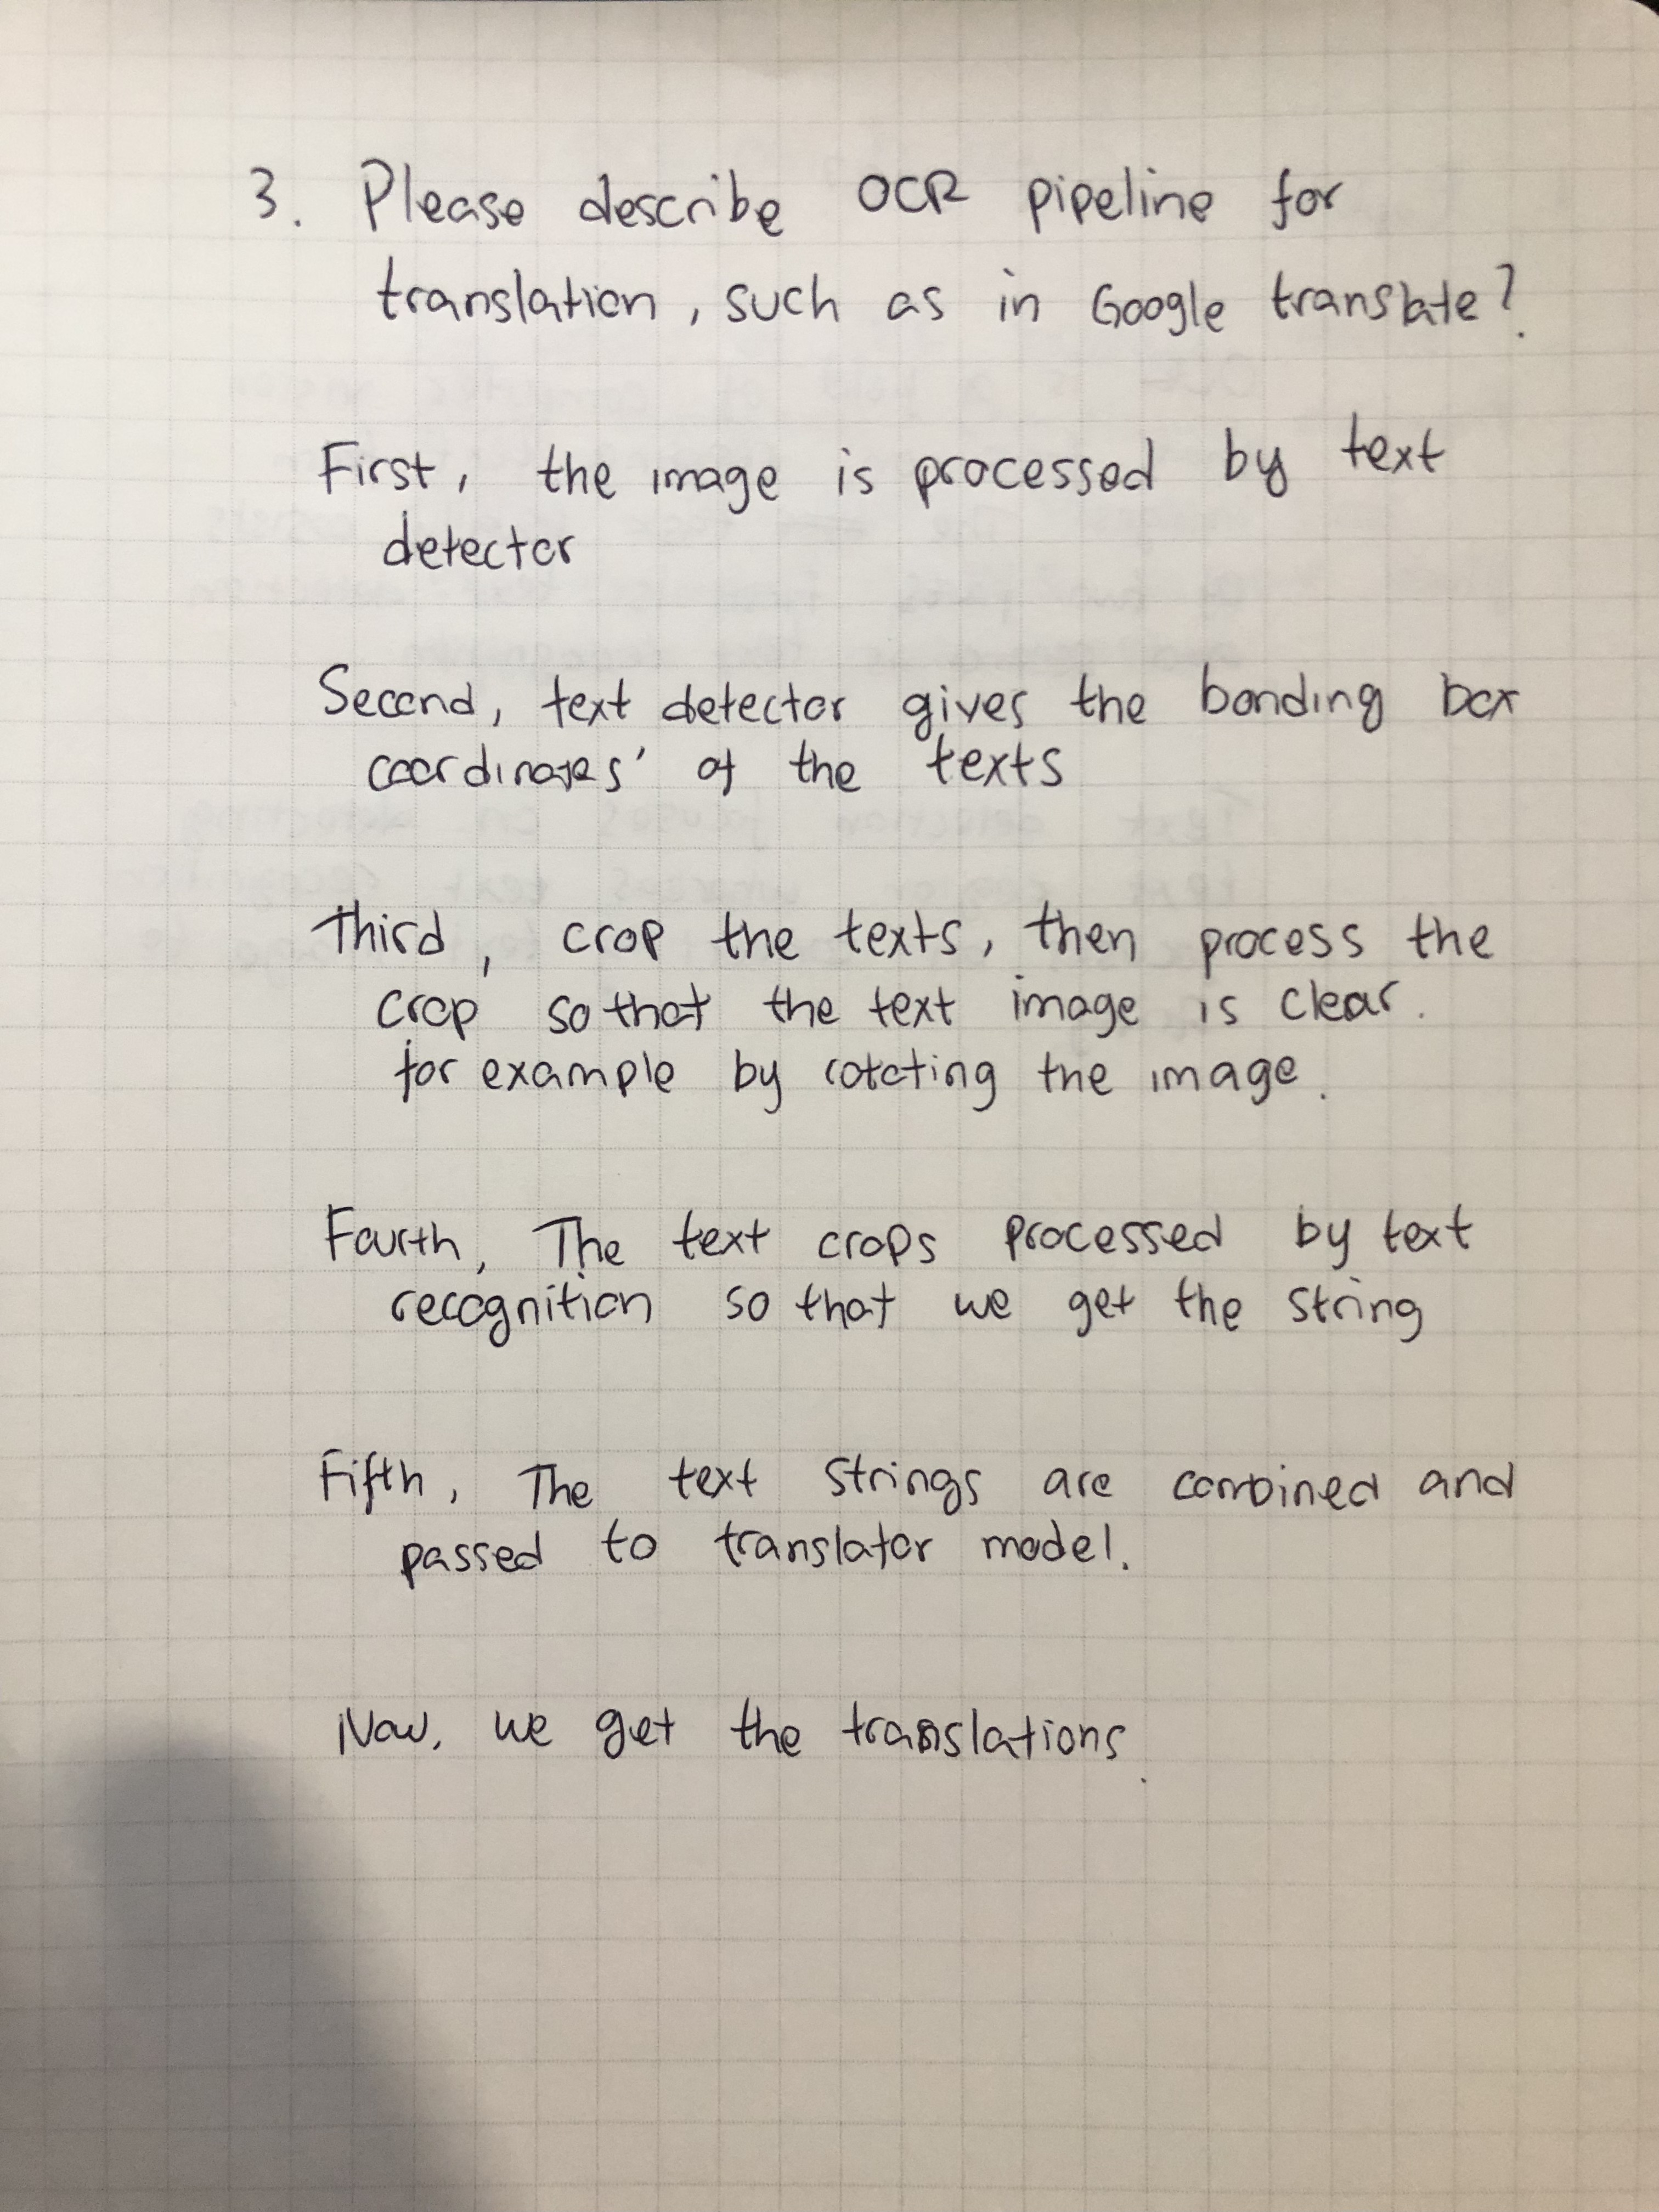 3. Please describe OCR pipeline for
translation, such as in Google translate?
First, the image is processed by text
detector
Second, text detector gives the bonding box
coordinates' of the texts
Third, crop the texts, then process the
crop so that the text image is clear.
for example by rotating the image.
Fourth, The text crops processed by text
recognition so that we get the string
Fifth, The text strings are combined and
passed to translator model.
Now, we get the translations.